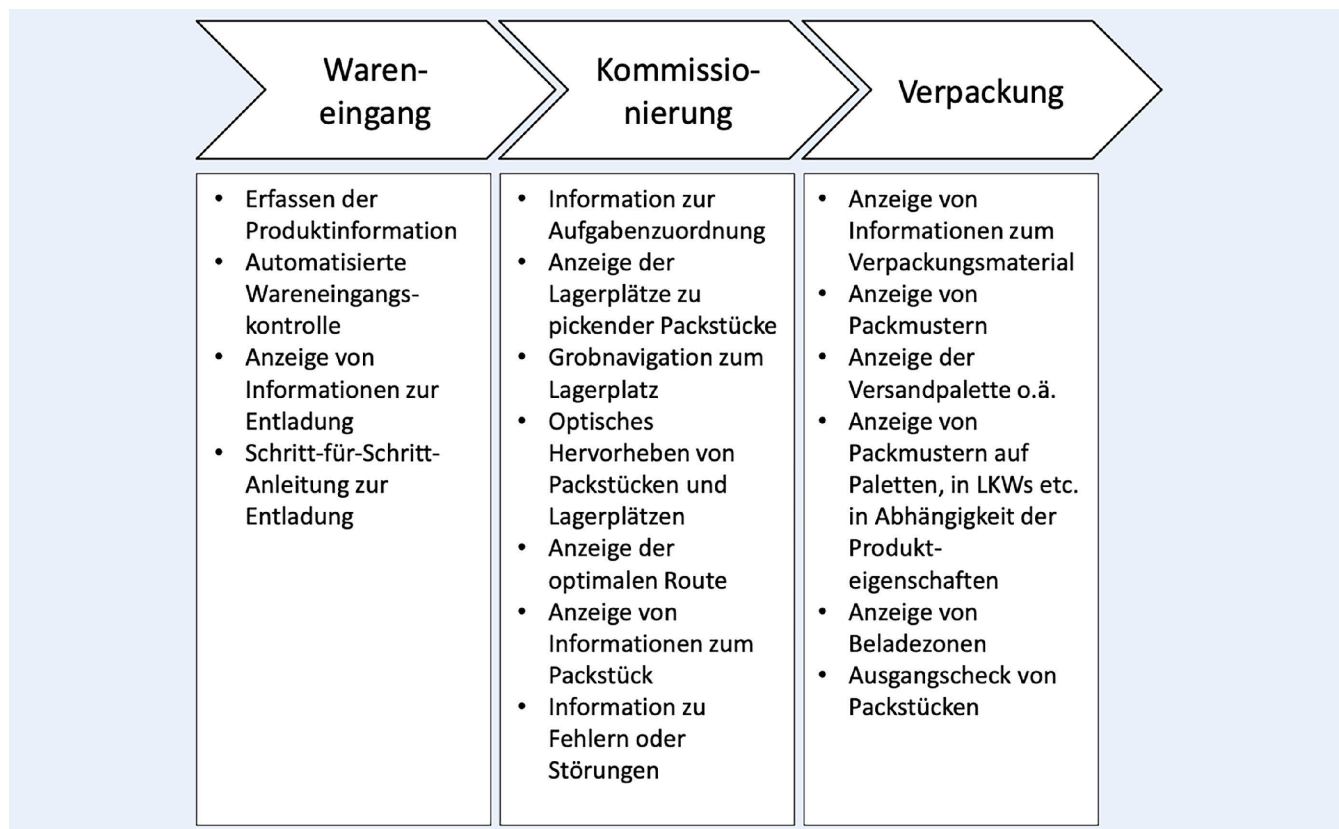 Waren-
eingang
Kommissio-
nierung
Verpackung
• Erfassen der
Produktinformation
• Automatisierte
Wareneingangs-
kontrolle
• Anzeige von
Informationen zur
Entladung
• Schritt-für-Schritt-
Anleitung zur
Entladung
• Information zur
Aufgabenzuordnung
• Anzeige der
Lagerplätze zu
pickender Packstücke
• Grobnavigation zum
Lagerplatz
• Optisches
Hervorheben von
Packstücken und
Lagerplätzen
• Anzeige der
optimalen Route
• Anzeige von
Informationen zum
Packstück
• Information zu
Fehlern oder
Störungen
• Anzeige von
Informationen zum
Verpackungsmaterial
• Anzeige von
Packmustern
• Anzeige der
Versandpalette o.ä.
• Anzeige von
Packmustern auf
Paletten, in LKWs etc.
in Abhängigkeit der
Produkt-
eigenschaften
• Anzeige von
Beladezonen
• Ausgangscheck von
Packstücken